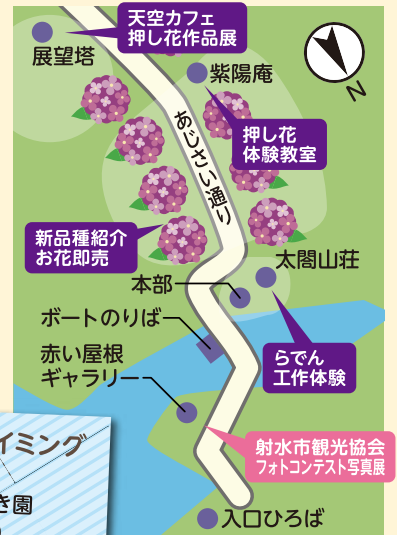 天空カフェ
押し花作品展
展望塔
紫陽庵
N
あじさい通り
押し花
体験教室
新品種紹介
お花即売
太閤山荘
本部
ボートのりば
赤い屋根
ギャラリー
らでん
工作体験
射水市観光協会
フォトコンテスト写真展
イミング
き園
入口ひろば